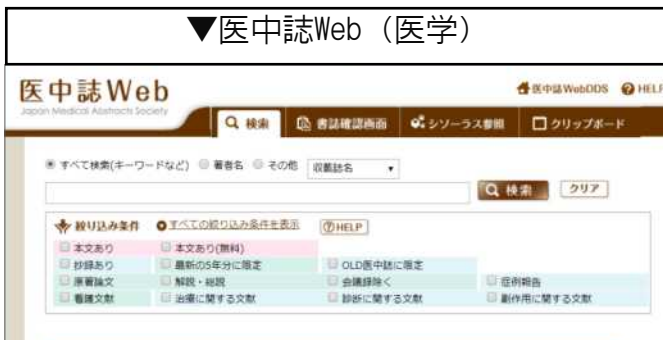 ▼医中誌Web（医学）
医中誌Web
Japan Medical Abstracts Society
医中誌WebDDS HELP
検索 書誌確認画面 シソーラス参照 クリップボード
すべて検索(キーワードなど) 著者名 その他 収載誌名
検索 クリア
絞り込み条件 すべての絞り込み条件を表示 HELP
本文あり 本文あり(無料)
抄録あり 最新の5年分に限定 OLD医中誌に限定
原著論文 解説・総説 会議録除く 症例報告
看護文献 治療に関する文献 診断に関する文献 副作用に関する文献